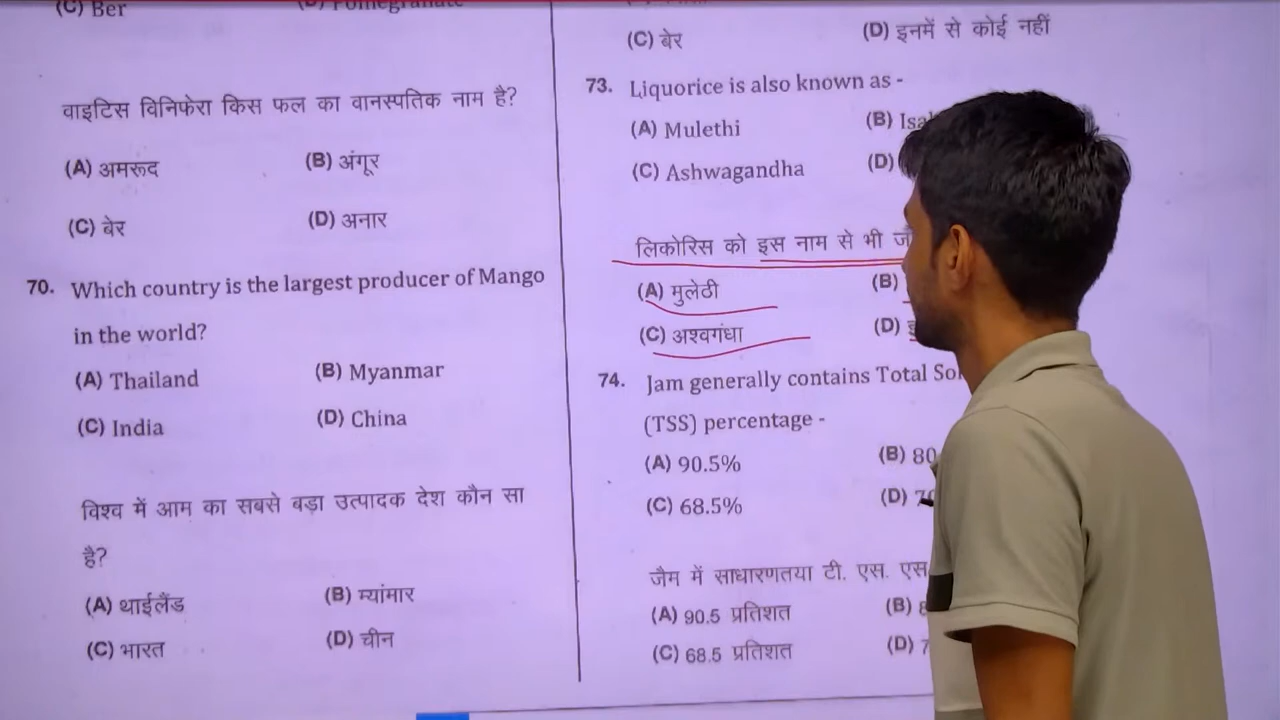 (C) Ber
(D) Pomegranate
वाइटिस विनिफेरा किस फल का वानस्पतिक नाम है?
(A) अमरूद
(B) अंगूर
(C) बेर
(D) अनार
70. Which country is the largest producer of Mango
in the world?
(A) Thailand
(B) Myanmar
(C) India
(D) China
विश्व में आम का सबसे बड़ा उत्पादक देश कौन सा
है?
(A) थाईलैंड
(B) म्यांमार
(C) भारत
(D) चीन
(C) बेर
(D) इनमें से कोई नहीं
73. Liquorice is also known as -
(A) Mulethi
(B)
(C) Ashwagandha
(D)
लिकोरिस को इस नाम से भी
(A) मुलेठी
(B)
(C) अश्वगंधा
(D)
74. Jam generally contains Total
(TSS) percentage -
(A) 90.5%
(B) 80
(C) 68.5%
(D)
जैम में साधारणतया टी. एस. एस
(A) 90.5 प्रतिशत
(B)
(C) 68.5 प्रतिशत
(D)